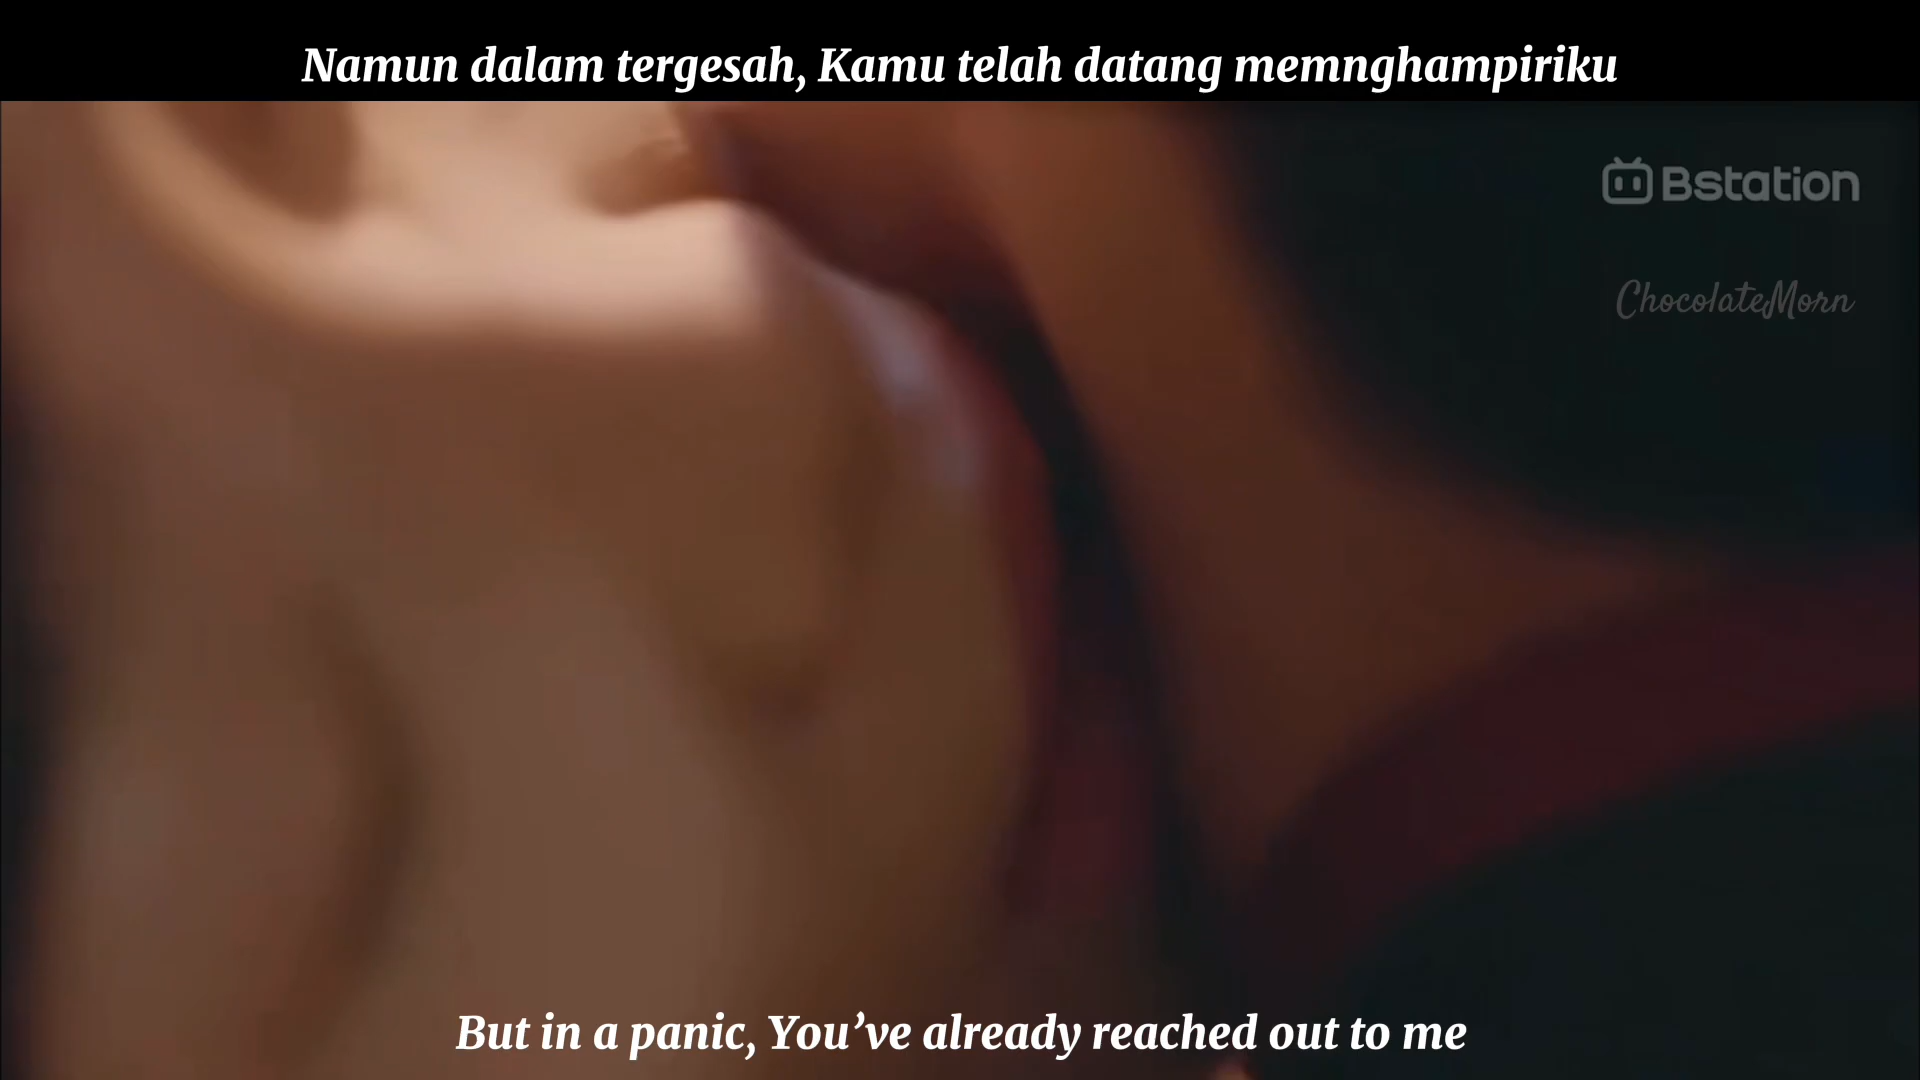 Namun dalam tergesah, Kamu telah datang memnghampiriku
Bstation
ChocolateMorn
But in a panic, You’ve already reached out to me